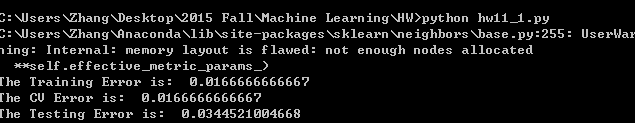 C:\Users\Zhang\Desktop\2015 Fall\Machine Learning\HW>python hw11_1.py
C:\Users\Zhang\Anaconda\lib\site-packages\sklearn\neighbors\base.py:255: UserWar
ning: Internal: memory layout is flawed: not enough nodes allocated
  **self.effective_metric_params_)
The Training Error is:  0.0166666666667
The CV Error is:  0.0166666666667
The Testing Error is:  0.0344521004668